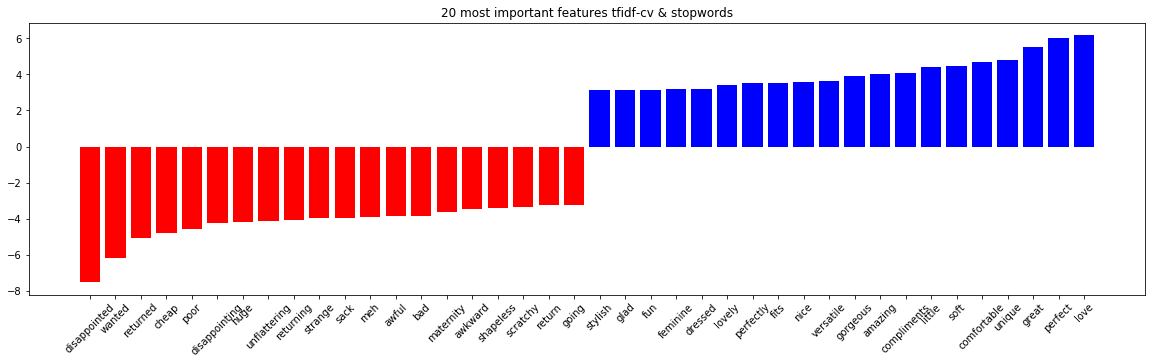 20 most important features tfidf-cv & stopwords
6
4
2
0
−2
−4
−6
−8
disappointed
wanted
returned
cheap
poor
disappointing
huge
unflattering
returning
strange
sack
meh
awful
bad
maternity
awkward
shapeless
scratchy
return
going
stylish
glad
fun
feminine
dressed
lovely
perfectly
fits
nice
versatile
gorgeous
amazing
compliments
little
soft
comfortable
unique
great
perfect
love